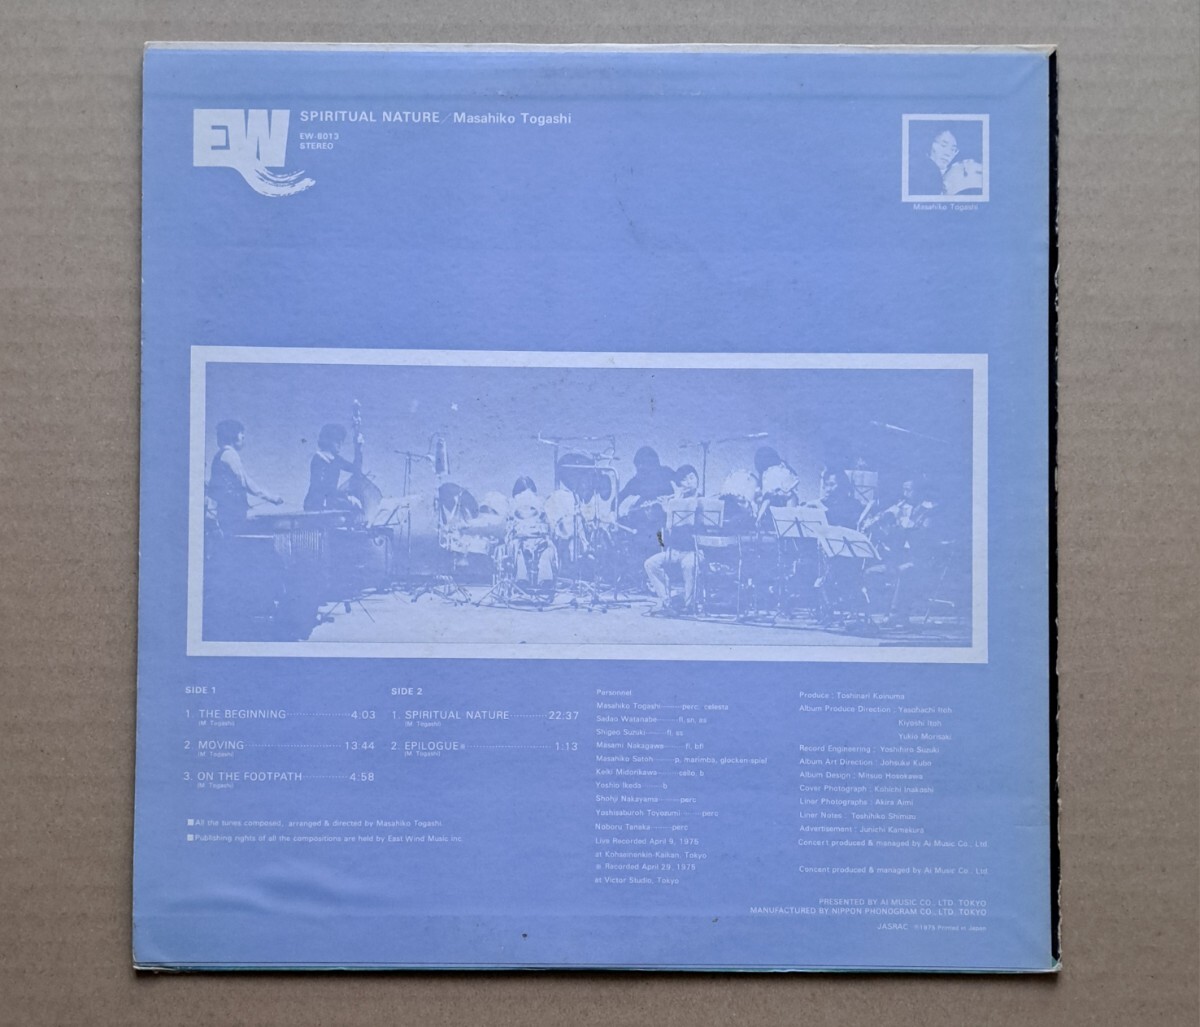 EW
SPIRITUAL NATURE / Masahiko Togashi
EW-8013
STEREO
Masahiko Togashi
SIDE 1
1. THE BEGINNING 4:03
(M. Togashi)
2. MOVING 13:44
(M. Togashi)
3. ON THE FOOTPATH 4:58
(M. Togashi)
■All the tunes composed, arranged & directed by Masahiko Togashi.
■Publishing rights of all the compositions are held by East Wind Music inc.
SIDE 2
1. SPIRITUAL NATURE 22:37
(M. Togashi)
2. EPILOGUE※ 1:13
(M. Togashi)
Personnel
Masahiko Togashi perc, celesta
Sadao Watanabe fl, sn, as
Shigeo Suzuki fl, as
Masami Nakagawa fl, bfl
Masahiko Satoh p, marimba, glocken-spiel
Keiki Midorikawa cello, b
Yoshio Ikeda b
Shohji Nakayama perc
Yoshisaburoh Toyozumi perc
Noboru Tanaka perc
Live Recorded April 9, 1975
at Kohseinenkin-Kaikan, Tokyo
※ Recorded April 29, 1975
at Victor Studio, Tokyo
Produce : Toshinari Koinuma
Album Produce Direction : Yasohachi Itoh
Kiyoshi Itoh
Yukio Morisaki
Record Engineering : Yoshihiro Suzuki
Album Art Direction : Johsuke Kubo
Album Design : Mitsuo Hosokawa
Cover Photograph : Kohichi Inakoshi
Liner Photographs : Akira Aimi
Liner Notes : Toshihiko Shimizu
Advertisement : Junichi Kamekura
Concert produced & managed by Ai Music Co., Ltd.
Concert produced & managed by Ai Music Co., Ltd.
PRESENTED BY AI MUSIC CO., LTD. TOKYO
MANUFACTURED BY NIPPON PHONOGRAM CO., LTD. TOKYO
JASRAC ℗1975 Printed in Japan